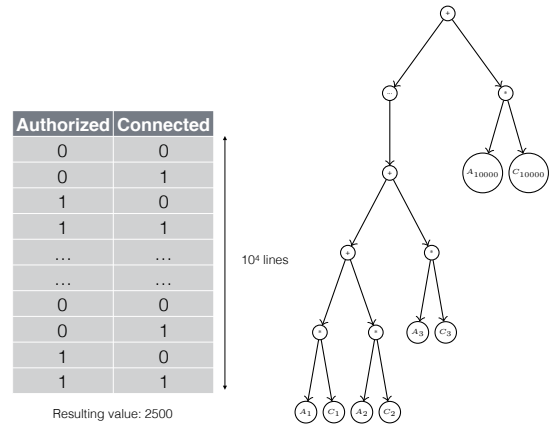 Authorized Connected
0 0
0 1
1 0
1 1
... ...
... ...
0 0
0 1
1 0
1 1
10⁴ lines
Resulting value: 2500
+
... *
A₁₀₀₀₀ C₁₀₀₀₀
+
+ *
* * A₃ C₃
A₁ C₁ A₂ C₂